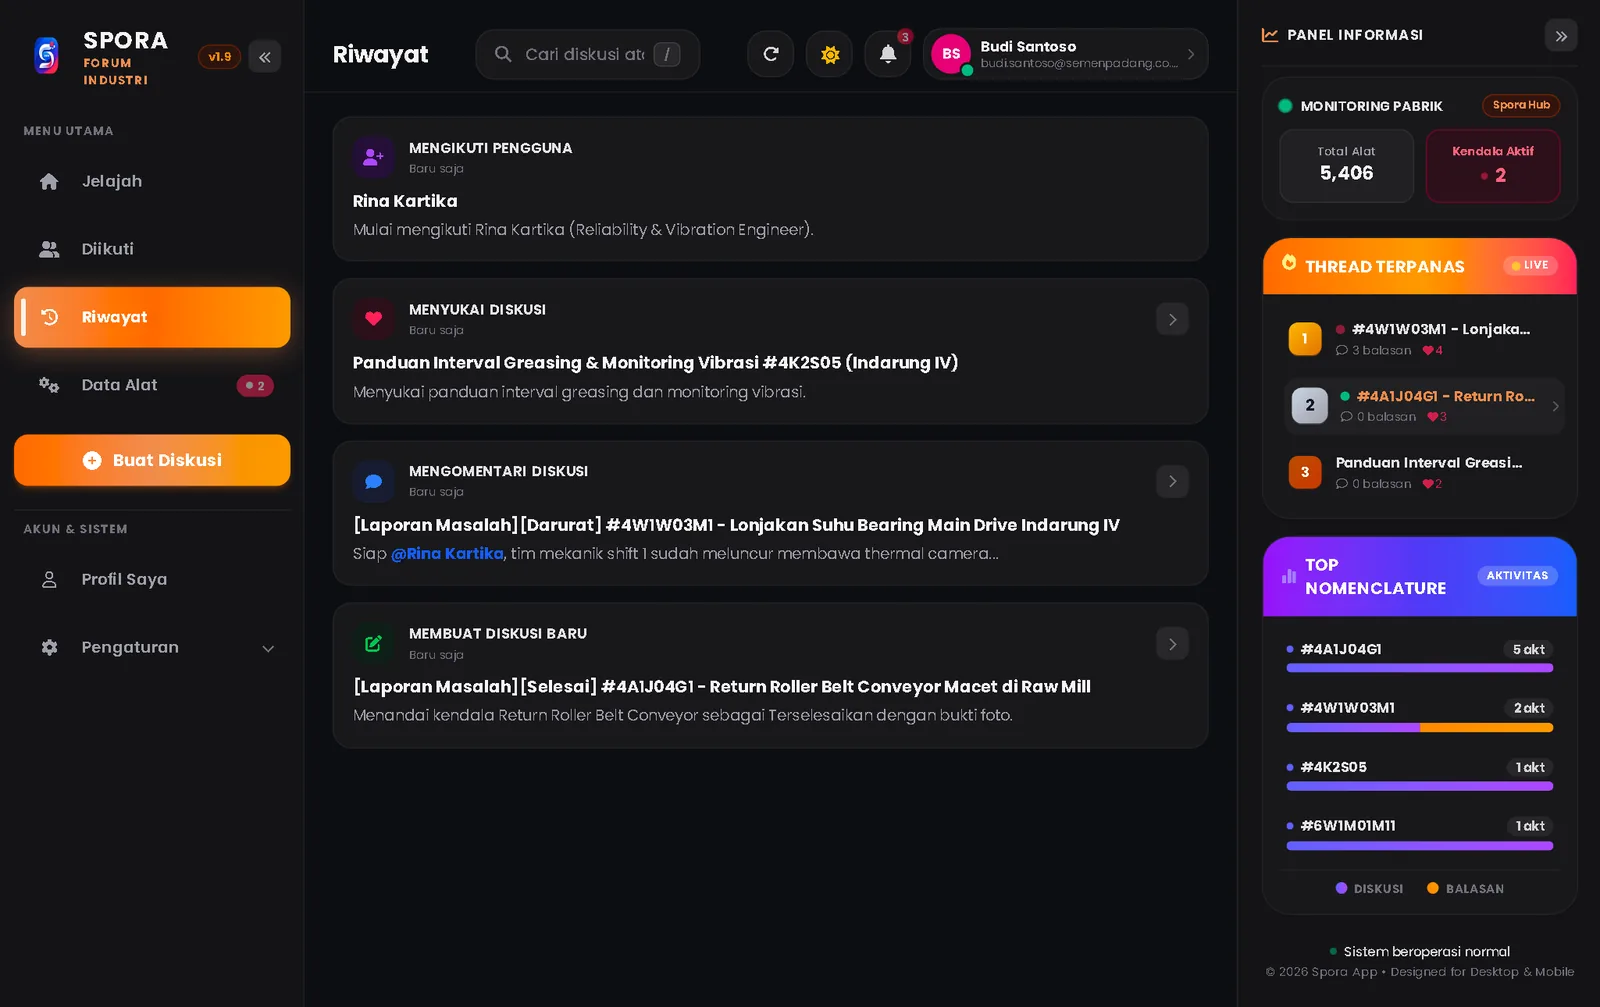 SPORA
FORUM
INDUSTRI
v1.9
MENU UTAMA
Jelajah
Diikuti
Riwayat
Data Alat
2
Buat Diskusi
AKUN & SISTEM
Profil Saya
Pengaturan
Riwayat
Cari diskusi at
/
3
BS
Budi Santoso
budi.santoso@semenpadang.co....
MENGIKUTI PENGGUNA
Baru saja
Rina Kartika
Mulai mengikuti Rina Kartika (Reliability & Vibration Engineer).
MENYUKAI DISKUSI
Baru saja
Panduan Interval Greasing & Monitoring Vibrasi #4K2S05 (Indarung IV)
Menyukai panduan interval greasing dan monitoring vibrasi.
MENGOMENTARI DISKUSI
Baru saja
[Laporan Masalah][Darurat] #4W1W03M1 - Lonjakan Suhu Bearing Main Drive Indarung IV
Siap @Rina Kartika, tim mekanik shift 1 sudah meluncur membawa thermal camera...
MEMBUAT DISKUSI BARU
Baru saja
[Laporan Masalah][Selesai] #4A1J04G1 - Return Roller Belt Conveyor Macet di Raw Mill
Menandai kendala Return Roller Belt Conveyor sebagai Terselesaikan dengan bukti foto.
PANEL INFORMASI
MONITORING PABRIK
Spora Hub
Total Alat
5,406
Kendala Aktif
2
THREAD TERPANAS
LIVE
1
#4W1W03M1 - Lonjaka...
3 balasan 4
2
#4A1J04G1 - Return Ro...
0 balasan 3
3
Panduan Interval Greasi...
0 balasan 2
TOP
NOMENCLATURE
AKTIVITAS
#4A1J04G1 5 akt
#4W1W03M1 2 akt
#4K2S05 1 akt
#6W1M01M11 1 akt
DISKUSI BALASAN
Sistem beroperasi normal
© 2026 Spora App • Designed for Desktop & Mobile